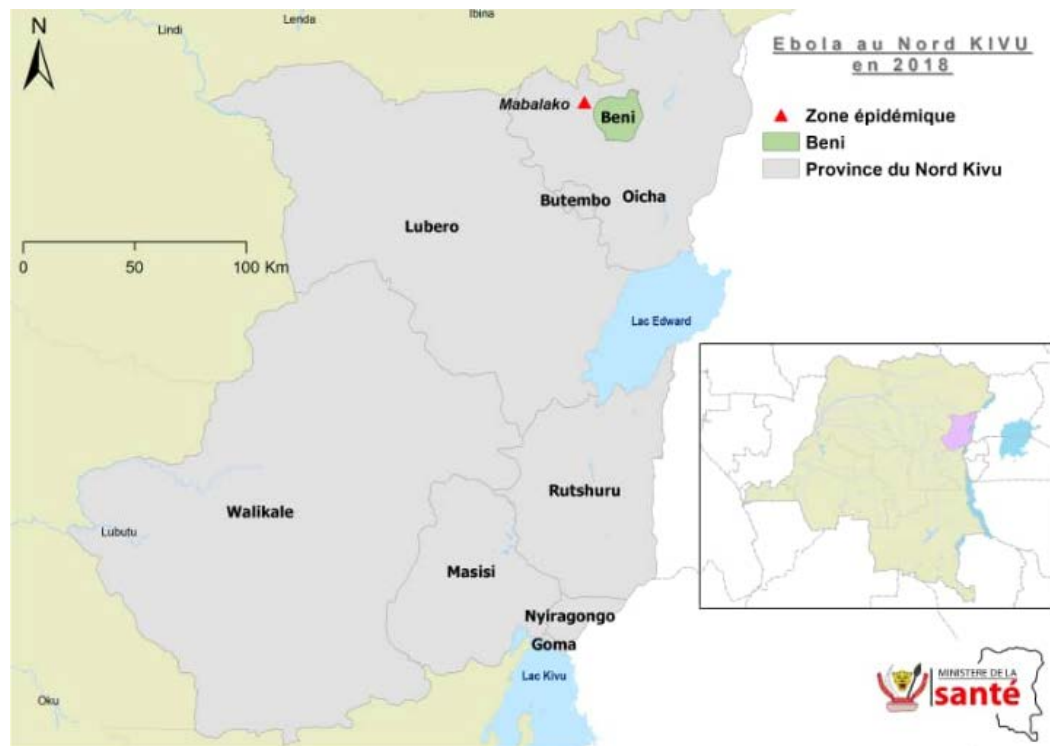 N
Lindi
Lenda
Ibina
Ebola au Nord KIVU
en 2018
Mabalako
Beni
Zone épidémique
Beni
Province du Nord Kivu
Butembo
Oicha
Lubero
0 50 100 Km
Lac Edward
Rutshuru
Walikale
Lubutu
Masisi
Nyiragongo
Goma
Lac Kivu
Oku
MINISTERE DE LA
santé